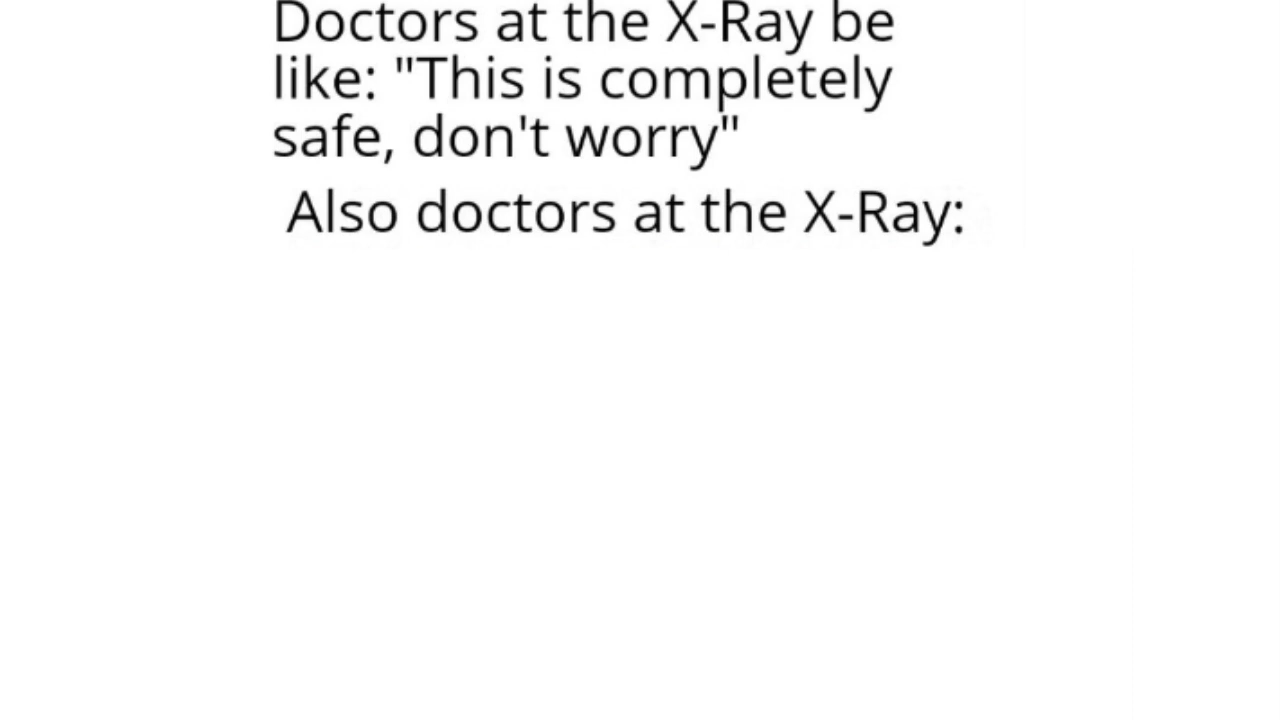 Doctors at the X-Ray be
like: "This is completely
safe, don't worry"
Also doctors at the X-Ray: